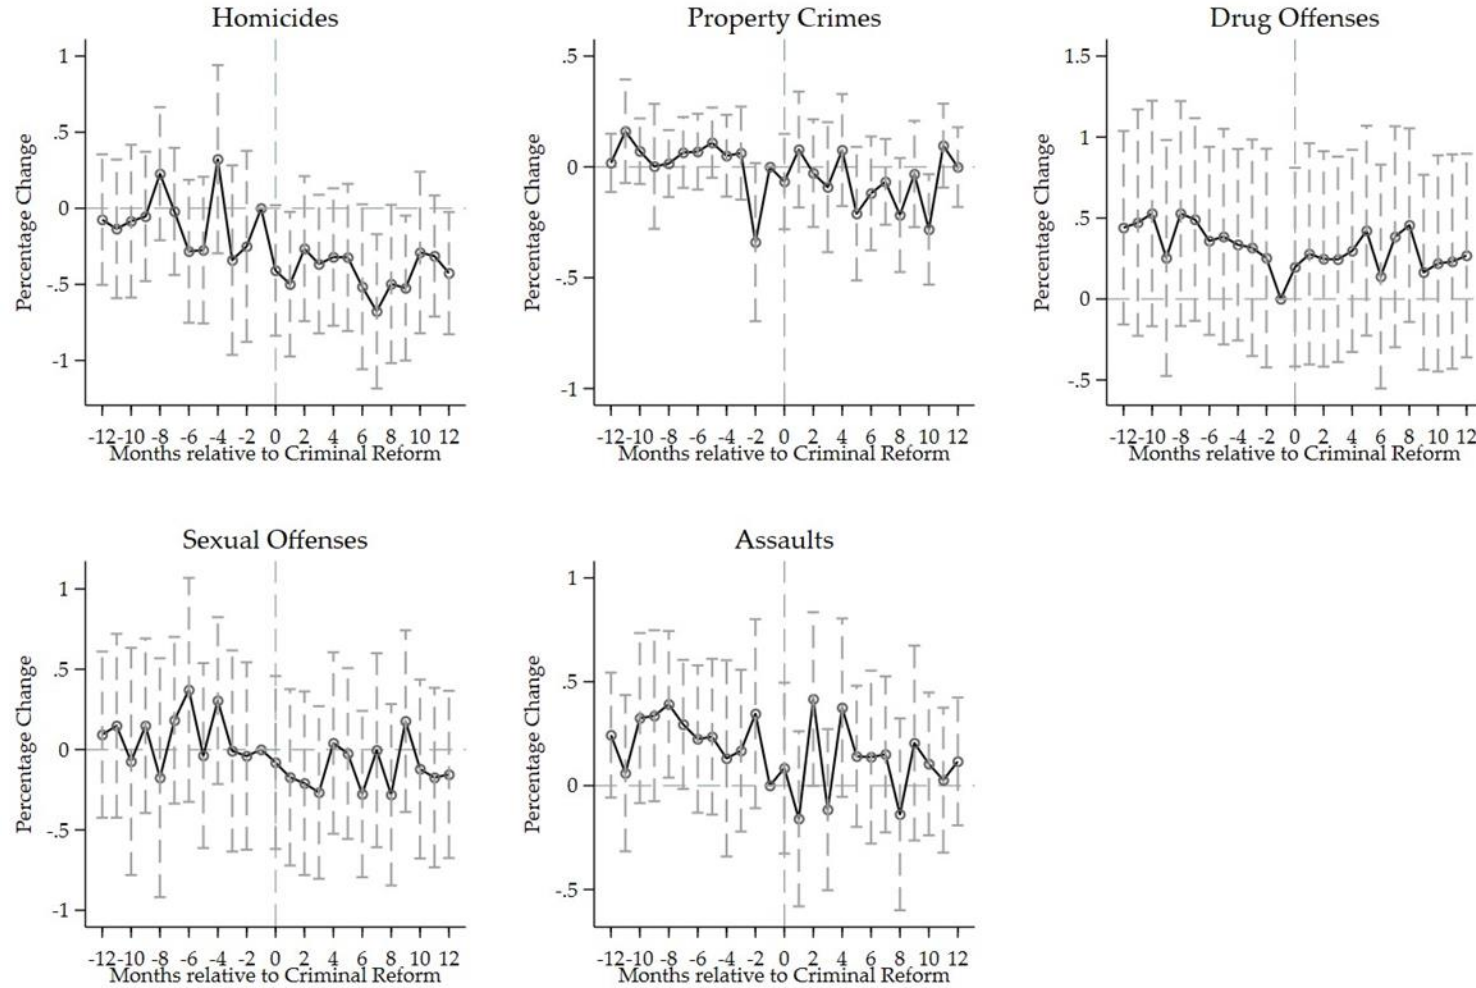 Homicides
Percentage Change
1
.5
0
-.5
-1
-12 -10 -8 -6 -4 -2 0 2 4 6 8 10 12
Months relative to Criminal Reform
Property Crimes
Percentage Change
.5
0
-.5
-1
-12 -10 -8 -6 -4 -2 0 2 4 6 8 10 12
Months relative to Criminal Reform
Drug Offenses
Percentage Change
1.5
1
.5
0
-.5
-12 -10 -8 -6 -4 -2 0 2 4 6 8 10 12
Months relative to Criminal Reform
Sexual Offenses
Percentage Change
1
.5
0
-.5
-1
-12 -10 -8 -6 -4 -2 0 2 4 6 8 10 12
Months relative to Criminal Reform
Assaults
Percentage Change
1
.5
0
-.5
-12 -10 -8 -6 -4 -2 0 2 4 6 8 10 12
Months relative to Criminal Reform